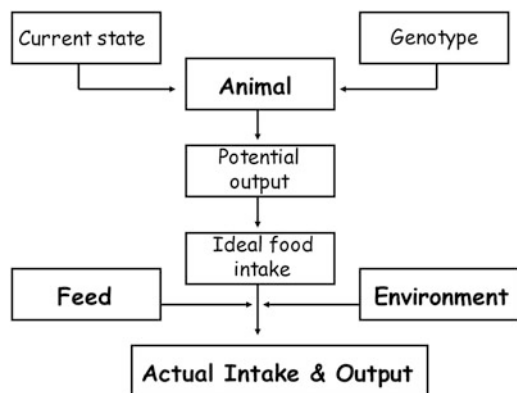 Current state
Genotype
Animal
Potential
output
Ideal food
intake
Feed
Environment
Actual Intake & Output